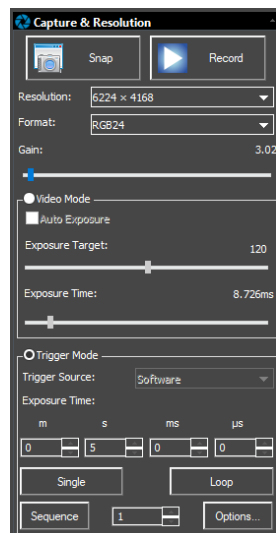 Capture & Resolution
Snap Record
Resolution: 6224 × 4168
Format: RGB24
Gain: 3.02
Video Mode
Auto Exposure
Exposure Target: 120
Exposure Time: 8.726ms
Trigger Mode
Trigger Source: Software
Exposure Time:
m s ms µs
0 5 0 0
Single Loop
Sequence 1 Options...